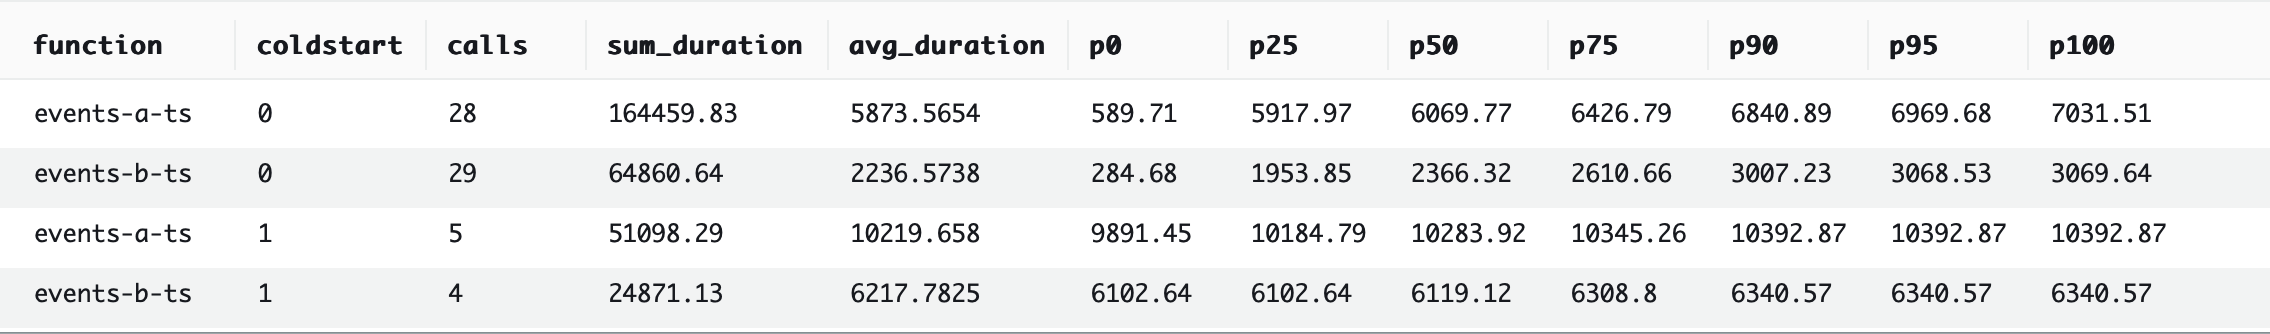 function coldstart calls sum_duration avg_duration p0 p25 p50 p75 p90 p95 p100
events-a-ts 0 28 164459.83 5873.5654 589.71 5917.97 6069.77 6426.79 6840.89 6969.68 7031.51
events-b-ts 0 29 64860.64 2236.5738 284.68 1953.85 2366.32 2610.66 3007.23 3068.53 3069.64
events-a-ts 1 5 51098.29 10219.658 9891.45 10184.79 10283.92 10345.26 10392.87 10392.87 10392.87
events-b-ts 1 4 24871.13 6217.7825 6102.64 6102.64 6119.12 6308.8 6340.57 6340.57 6340.57